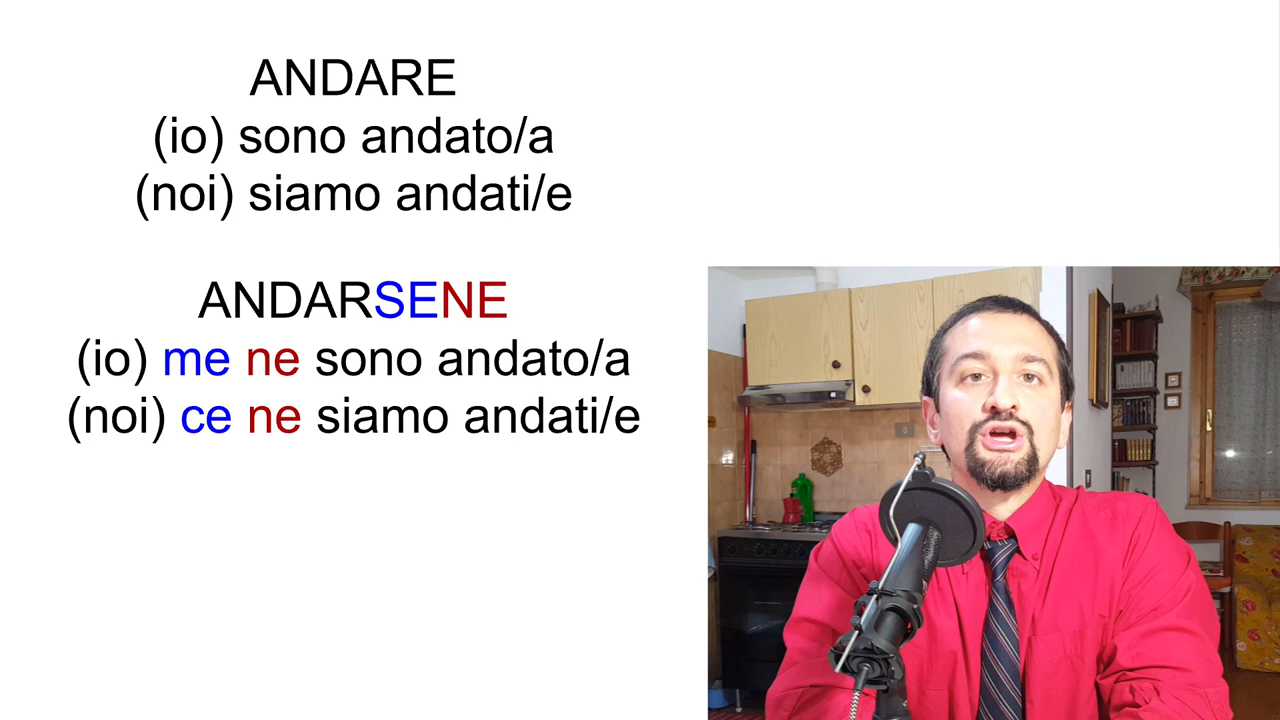 ANDARE
(io) sono andato/a
(noi) siamo andati/e
ANDARSENE
(io) me ne sono andato/a
(noi) ce ne siamo andati/e